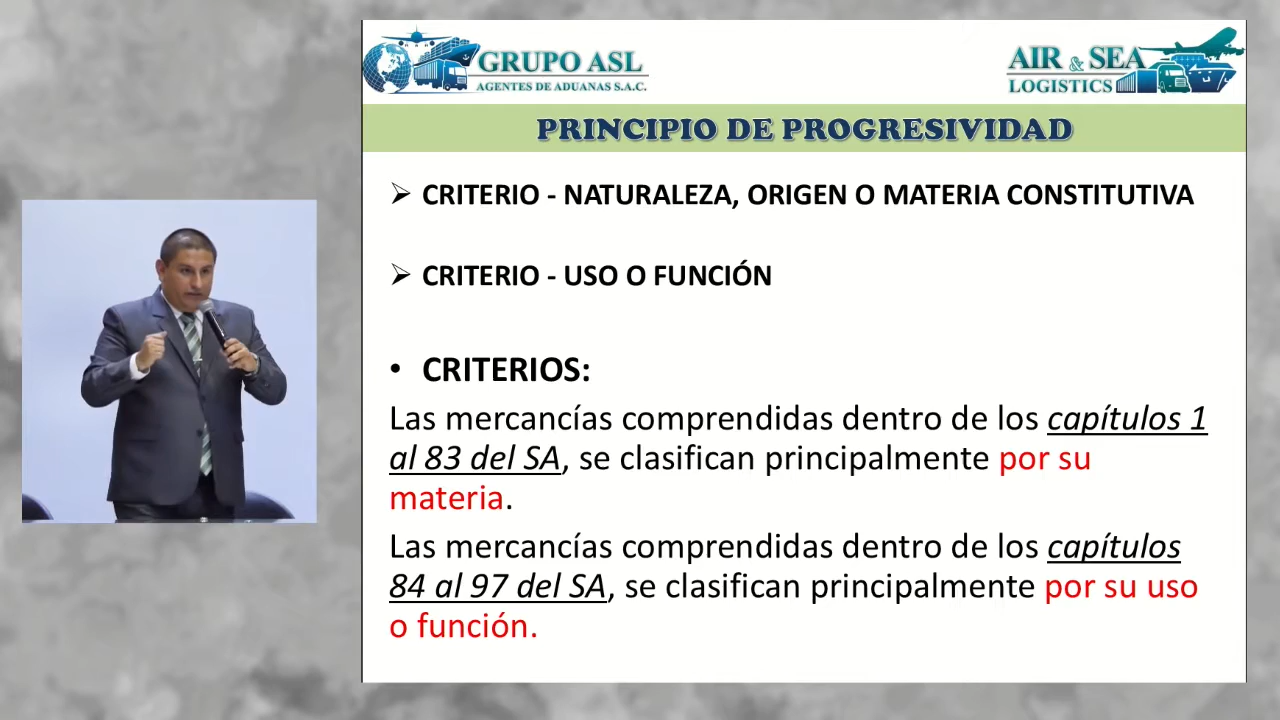 GRUPO ASL
AGENTES DE ADUANAS S.A.C.
AIR & SEA
LOGISTICS
PRINCIPIO DE PROGRESIVIDAD
➢ CRITERIO - NATURALEZA, ORIGEN O MATERIA CONSTITUTIVA
➢ CRITERIO - USO O FUNCIÓN
• CRITERIOS:
Las mercancías comprendidas dentro de los capítulos 1
al 83 del SA, se clasifican principalmente por su
materia.
Las mercancías comprendidas dentro de los capítulos
84 al 97 del SA, se clasifican principalmente por su uso
o función.